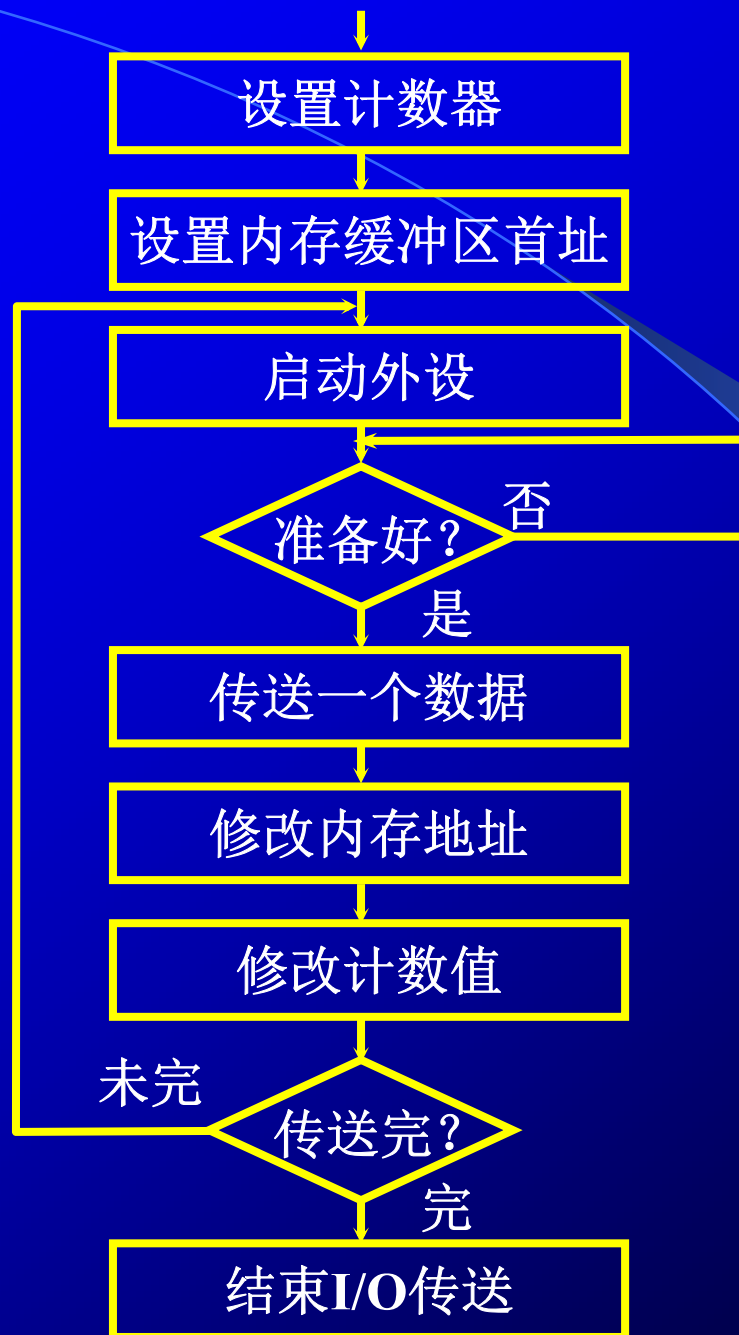 设置计数器
设置内存缓冲区首址
启动外设
准备好？
否
是
传送一个数据
修改内存地址
修改计数值
未完
传送完？
完
结束I/O传送